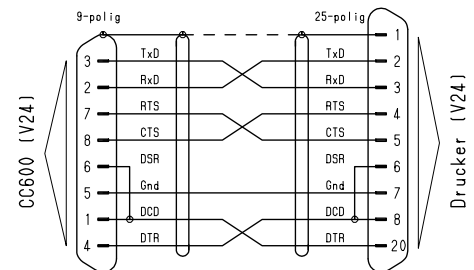 9-polig 25-polig
1
3 TxD TxD 2
2 RxD RxD 3
7 RTS RTS 4
8 CTS CTS 5
6 DSR DSR 6
5 Gnd Gnd 7
1 DCD DCD 8
4 DTR DTR 20
CC600 (V24)
Drucker (V24)